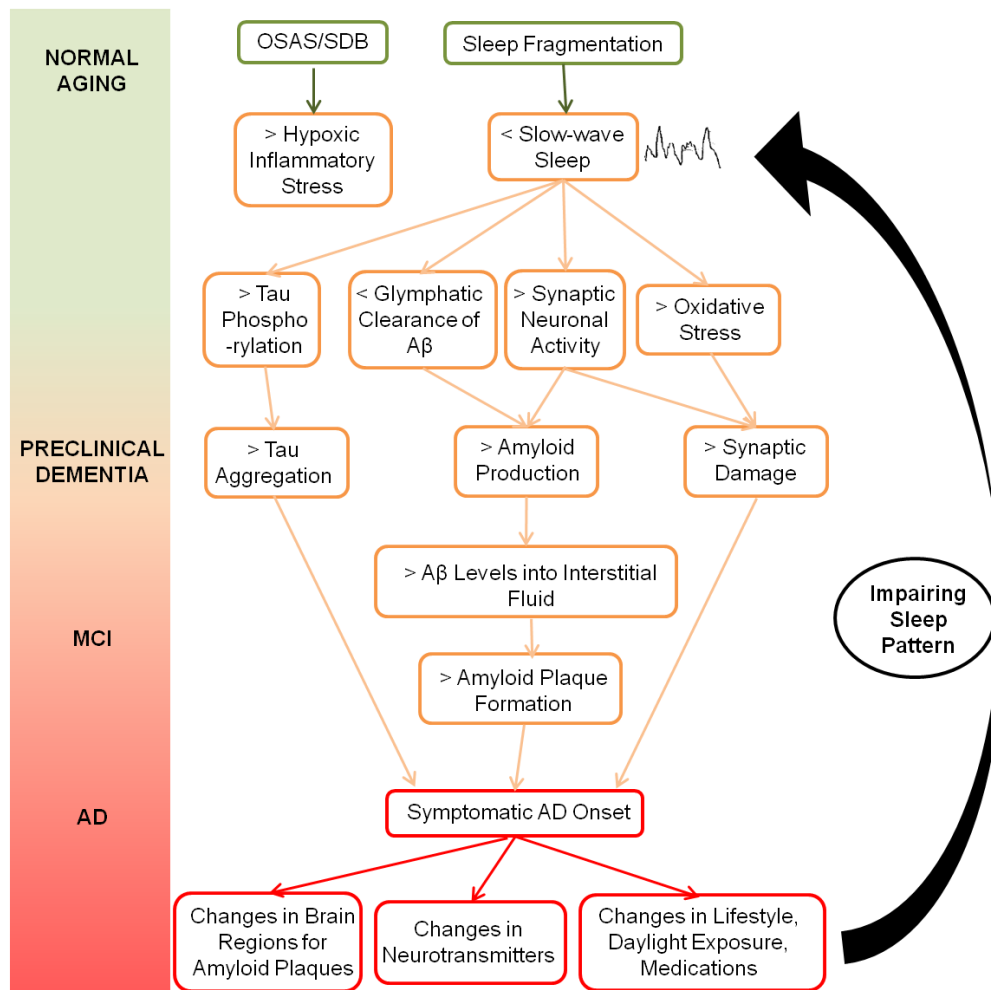 NORMAL
AGING
OSAS/SDB
Sleep Fragmentation
> Hypoxic
Inflammatory
Stress
< Slow-wave
Sleep
> Tau
Phospho
-rylation
< Glymphatic
Clearance of
Aβ
> Synaptic
Neuronal
Activity
> Oxidative
Stress
PRECLINICAL
DEMENTIA
> Tau
Aggregation
> Amyloid
Production
> Synaptic
Damage
> Aβ Levels into Interstitial
Fluid
MCI
Impairing
Sleep
Pattern
> Amyloid Plaque
Formation
AD
Symptomatic AD Onset
Changes in Brain
Regions for
Amyloid Plaques
Changes in
Neurotransmitters
Changes in Lifestyle,
Daylight Exposure,
Medications